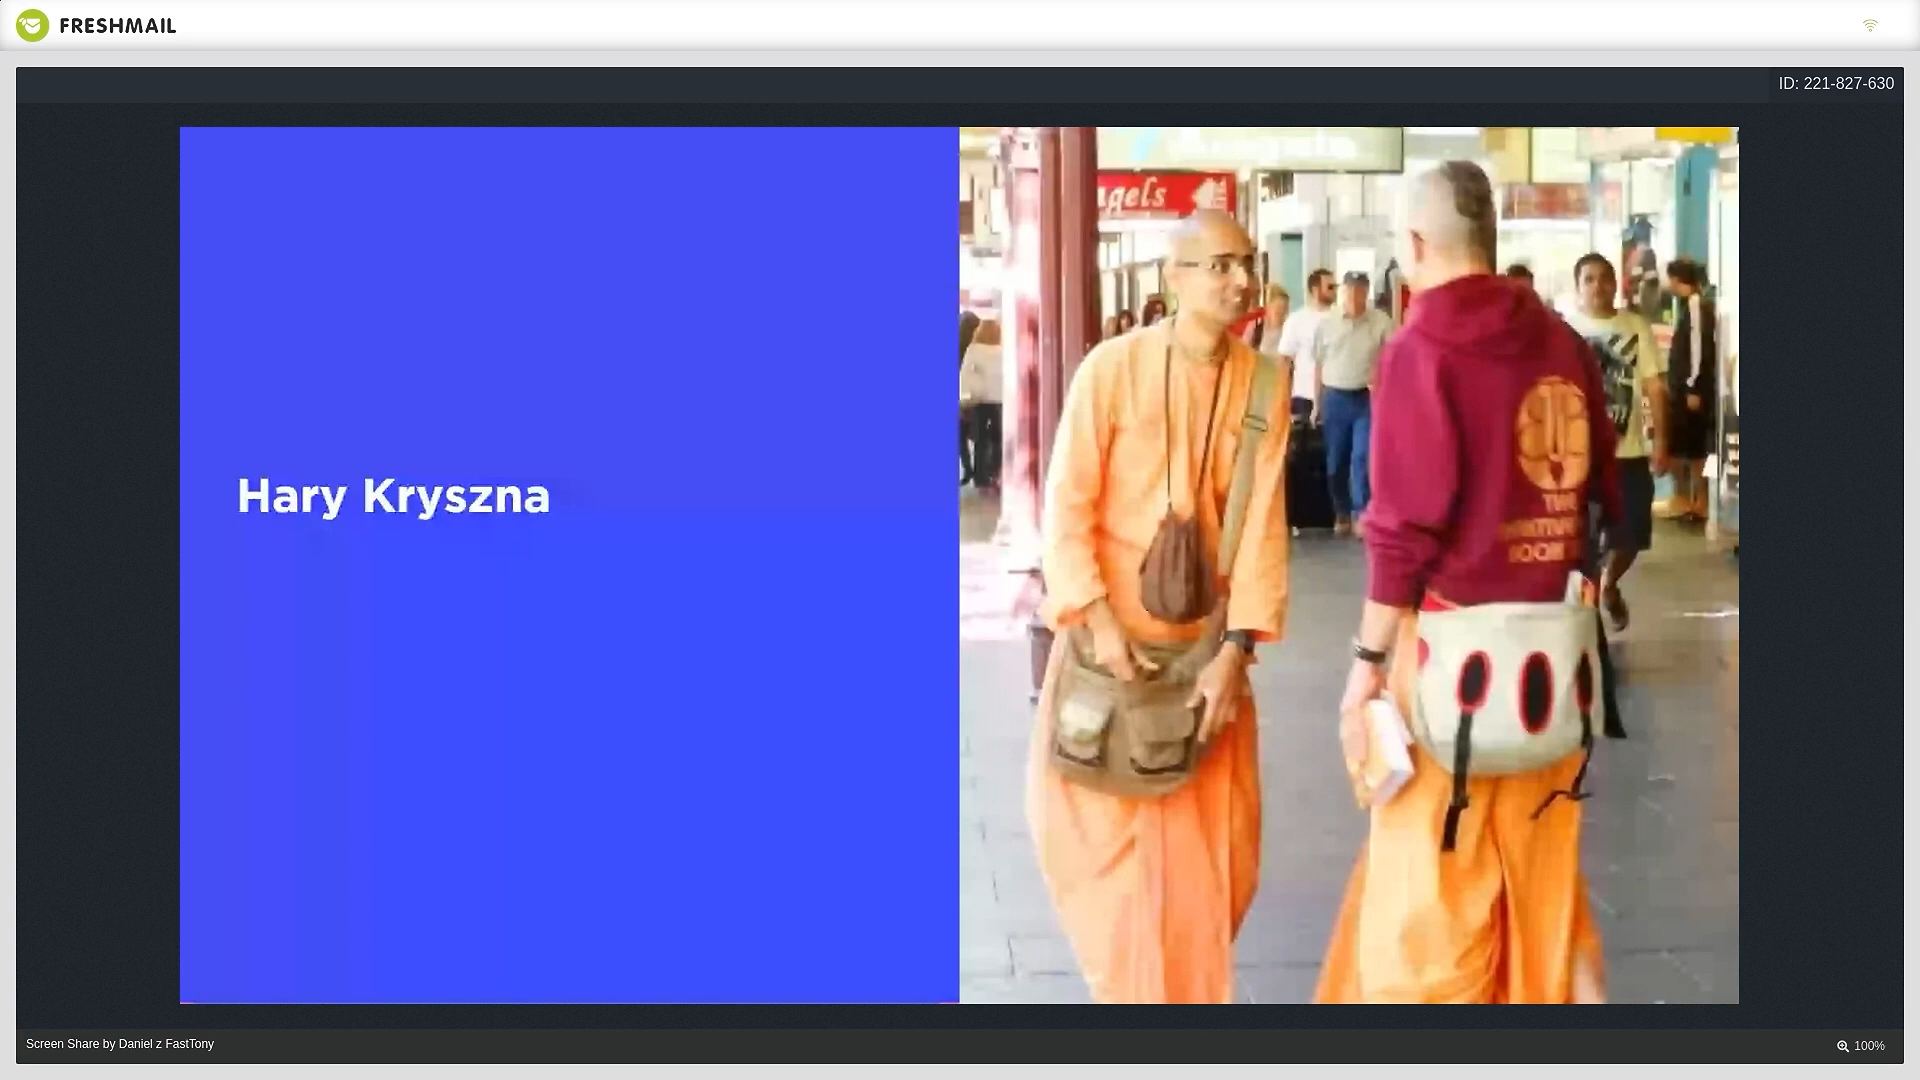 FRESHMAIL
ID: 221-827-630
Hary Kryszna
Screen Share by Daniel z FastTony
100%